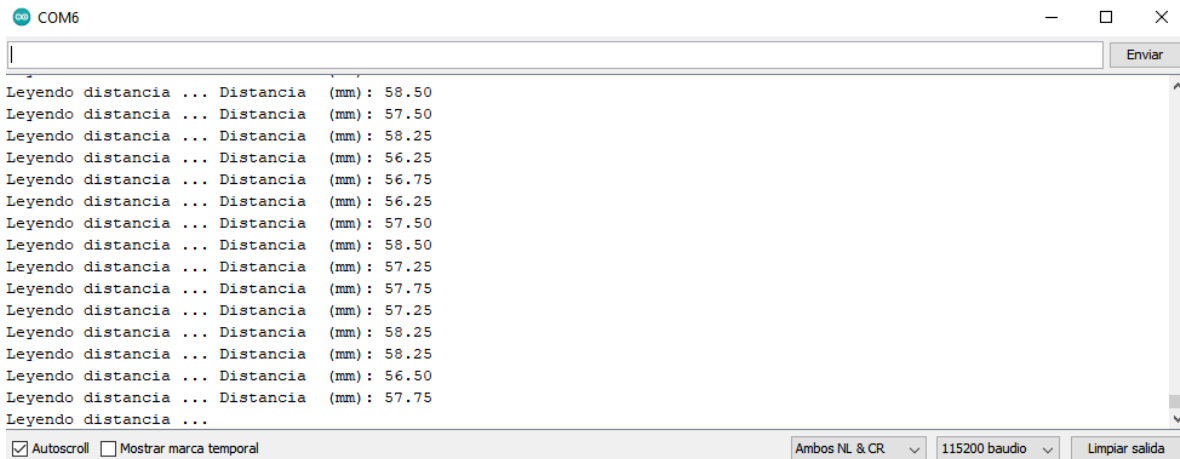 COM6
Enviar
Leyendo distancia ... Distancia  (mm): 58.50
Leyendo distancia ... Distancia  (mm): 57.50
Leyendo distancia ... Distancia  (mm): 58.25
Leyendo distancia ... Distancia  (mm): 56.25
Leyendo distancia ... Distancia  (mm): 56.75
Leyendo distancia ... Distancia  (mm): 56.25
Leyendo distancia ... Distancia  (mm): 57.50
Leyendo distancia ... Distancia  (mm): 58.50
Leyendo distancia ... Distancia  (mm): 57.25
Leyendo distancia ... Distancia  (mm): 57.75
Leyendo distancia ... Distancia  (mm): 57.25
Leyendo distancia ... Distancia  (mm): 58.25
Leyendo distancia ... Distancia  (mm): 58.25
Leyendo distancia ... Distancia  (mm): 56.50
Leyendo distancia ... Distancia  (mm): 57.75
Leyendo distancia ...
Autoscroll Mostrar marca temporal Ambos NL & CR 115200 baudio Limpiar salida